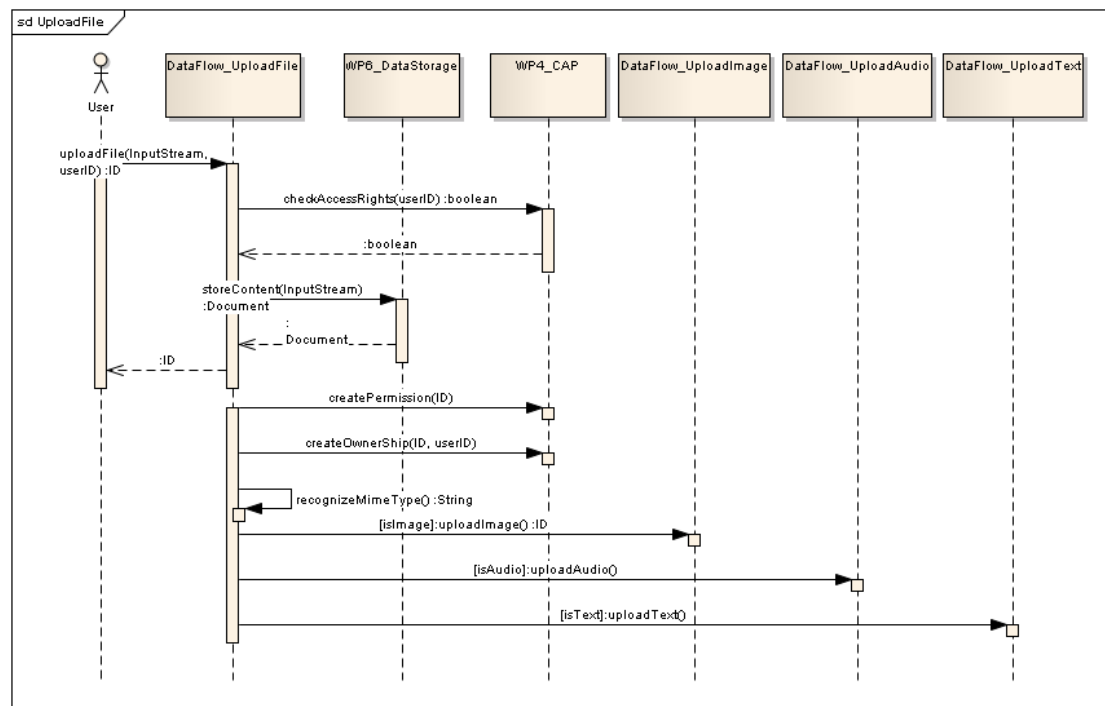 sd UploadFile
User
DataFlow_UploadFile
WP6_DataStorage
WP4_CAP
DataFlow_UploadImage
DataFlow_UploadAudio
DataFlow_UploadText
uploadFile(InputStream,
userID) :ID
checkAccessRights(userID) :boolean
:boolean
storeContent(InputStream)
:Document
:
Document
:ID
createPermission(ID)
createOwnerShip(ID, userID)
recognizeMimeType() :String
[isImage]:uploadImage() :ID
[isAudio]:uploadAudio()
[isText]:uploadText()